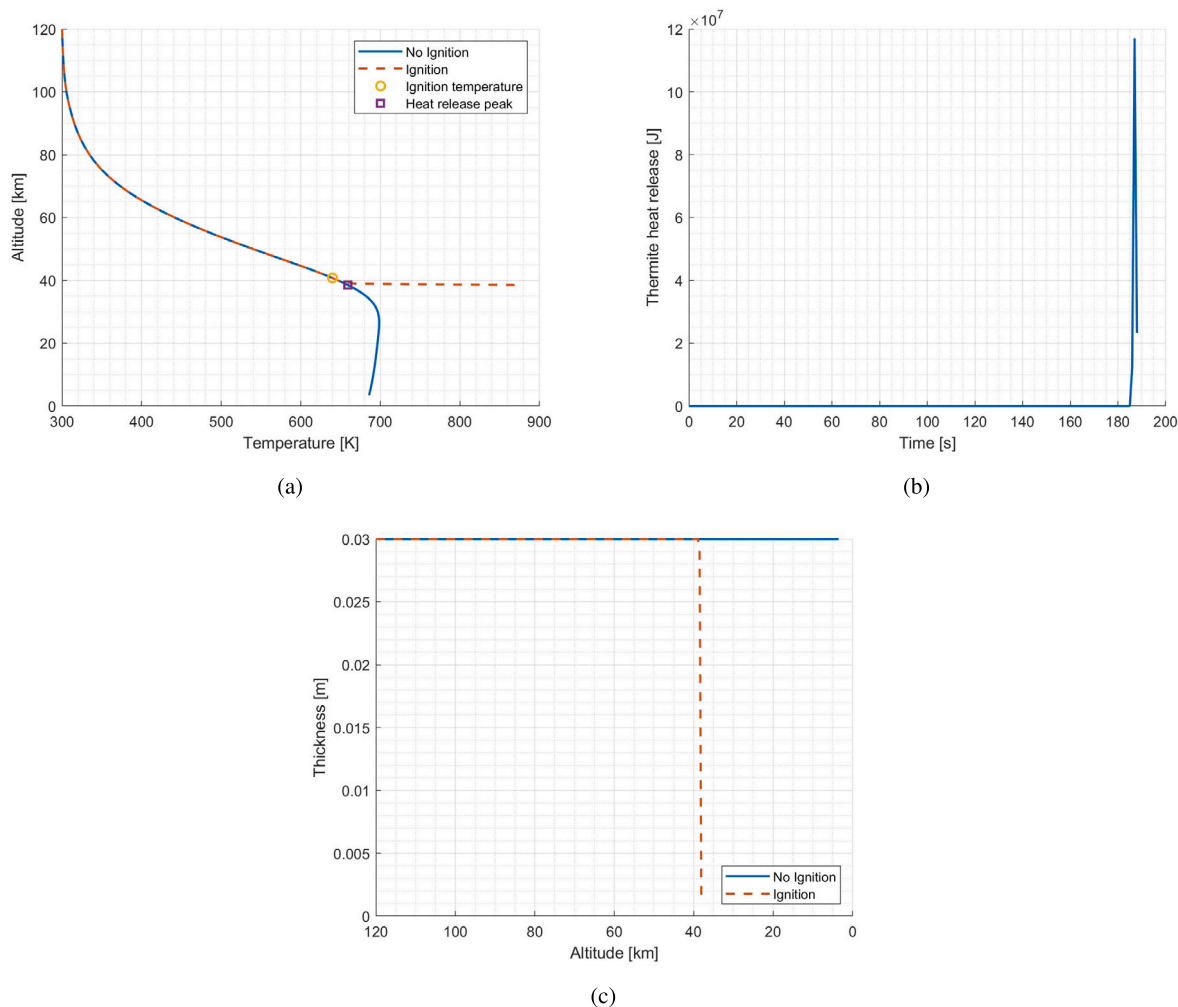 120
100
80
60
40
20
0
Altitude [km]
300 400 500 600 700 800 900
Temperature [K]
No Ignition
Ignition
Ignition temperature
Heat release peak
(a)
×10^7
12
10
8
6
4
2
0
Thermite heat release [J]
0 20 40 60 80 100 120 140 160 180 200
Time [s]
(b)
0.03
0.025
0.02
0.015
0.01
0.005
0
Thickness [m]
120 100 80 60 40 20 0
Altitude [km]
No Ignition
Ignition
(c)